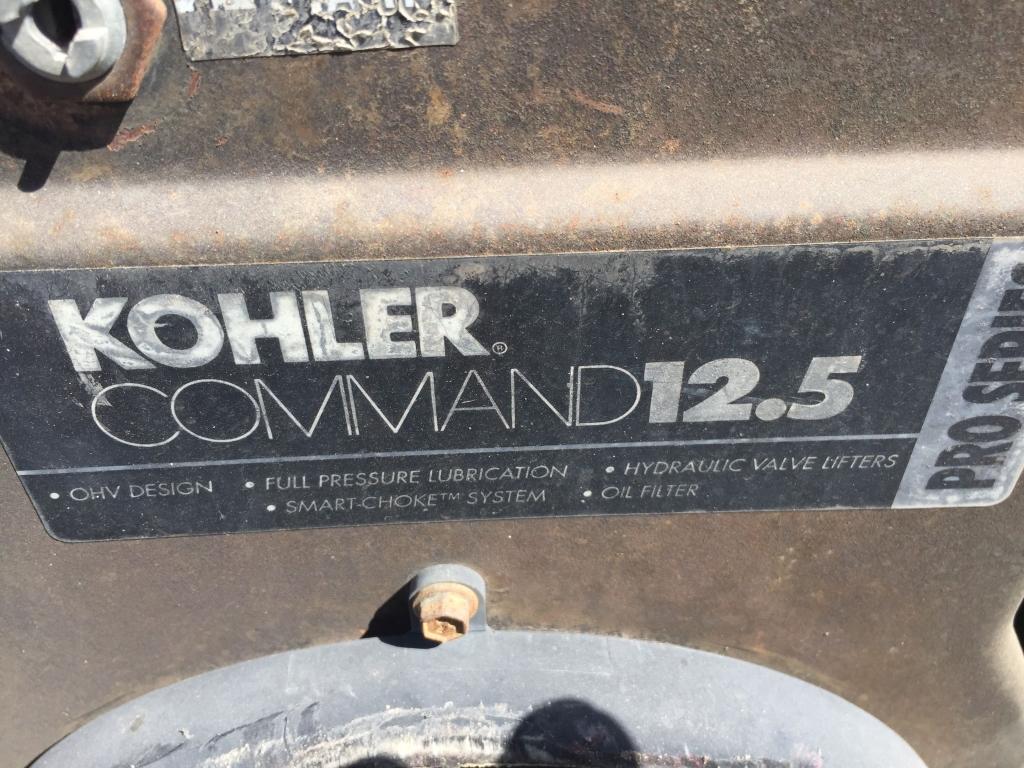 KOHLER®
COMMAND 12.5
• OHV DESIGN • FULL PRESSURE LUBRICATION • HYDRAULIC VALVE LIFTERS
• SMART-CHOKE™ SYSTEM • OIL FILTER
PRO SERIES